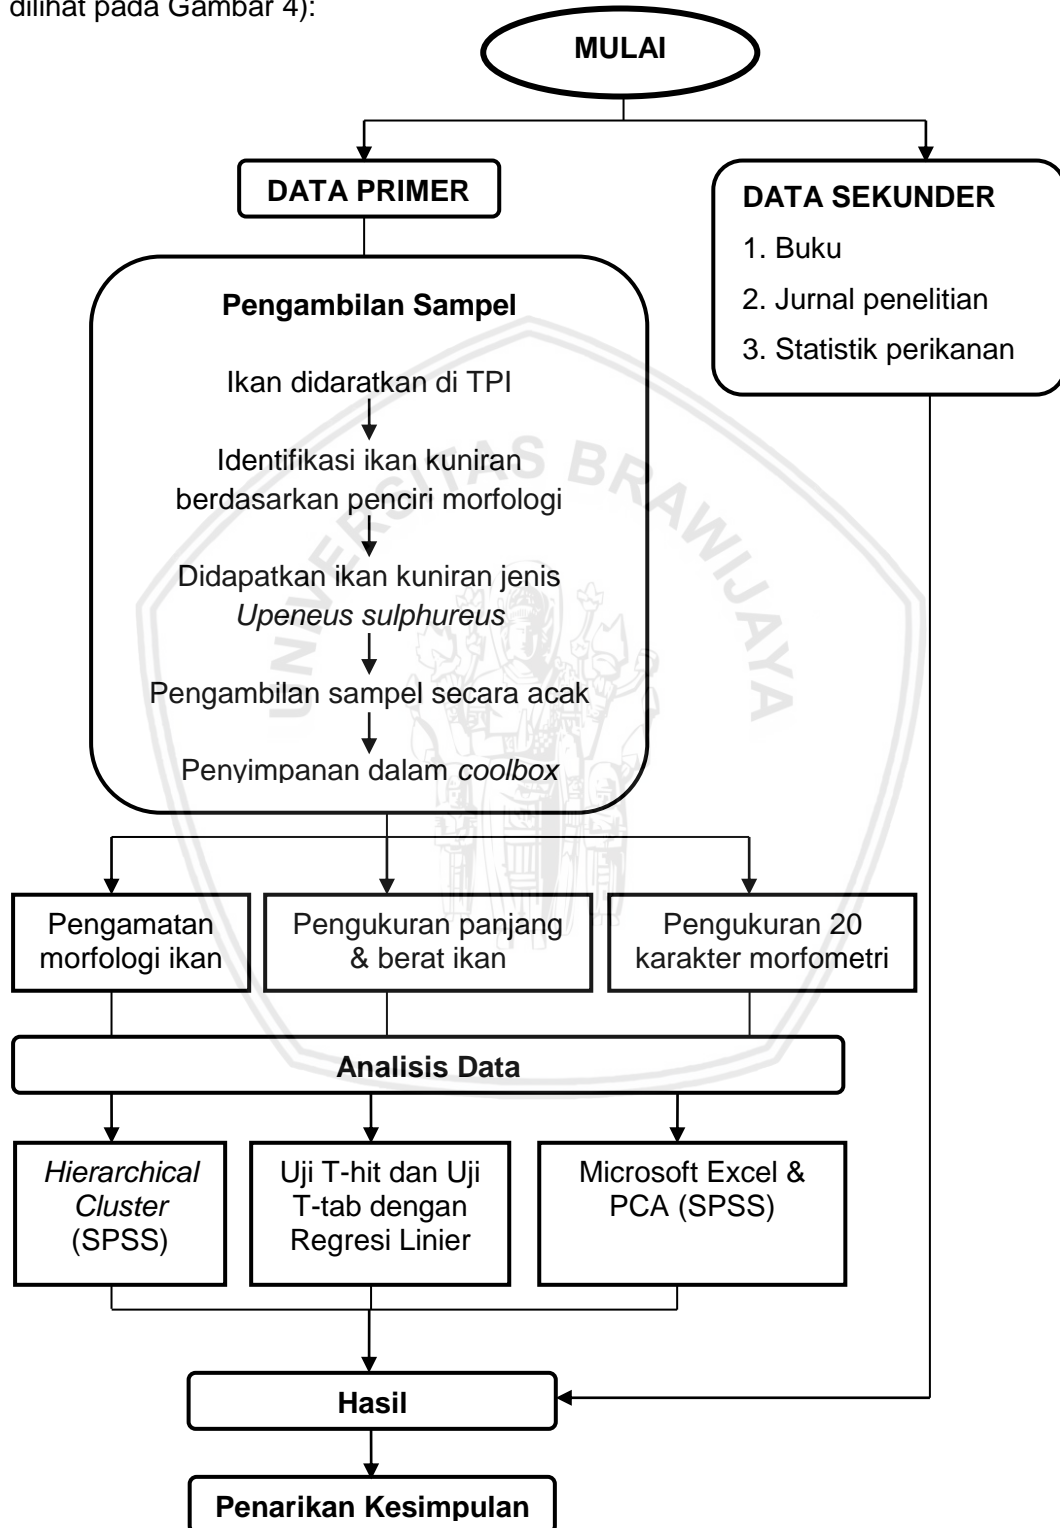 dilihat pada Gambar 4):
MULAI
DATA PRIMER
DATA SEKUNDER
1. Buku
2. Jurnal penelitian
3. Statistik perikanan
Pengambilan Sampel
Ikan didaratkan di TPI
Identifikasi ikan kuniran
berdasarkan penciri morfologi
Didapatkan ikan kuniran jenis
Upeneus sulphureus
Pengambilan sampel secara acak
Penyimpanan dalam coolbox
UNIVERSITAS BRAWIJAYA
Pengamatan
morfologi ikan
Pengukuran panjang
& berat ikan
Pengukuran 20
karakter morfometri
Analisis Data
Hierarchical
Cluster
(SPSS)
Uji T-hit dan Uji
T-tab dengan
Regresi Linier
Microsoft Excel &
PCA (SPSS)
Hasil
Penarikan Kesimpulan